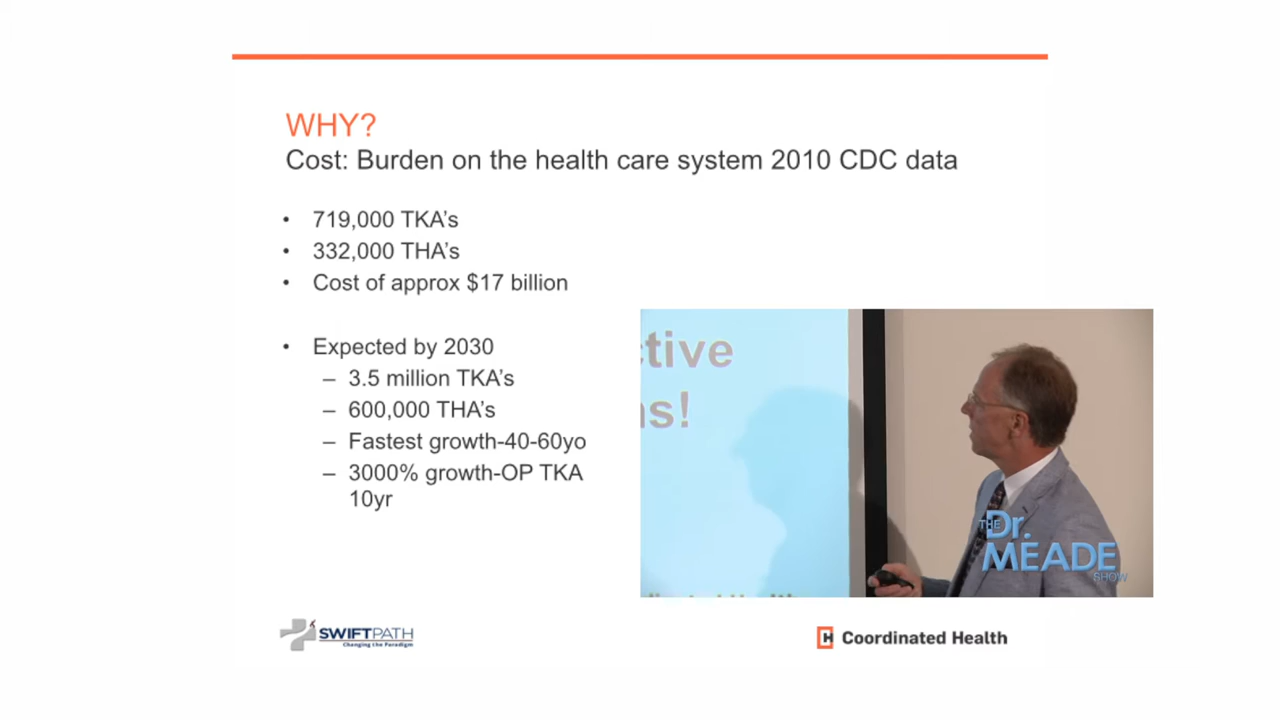 WHY?
Cost: Burden on the health care system 2010 CDC data
• 719,000 TKA's
• 332,000 THA's
• Cost of approx $17 billion
• Expected by 2030
– 3.5 million TKA's
– 600,000 THA's
– Fastest growth-40-60yo
– 3000% growth-OP TKA
10yr
ctive
ns!
THE
Dr.
MEADE
SHOW
SWIFTPATH
Changing the Paradigm
H Coordinated Health